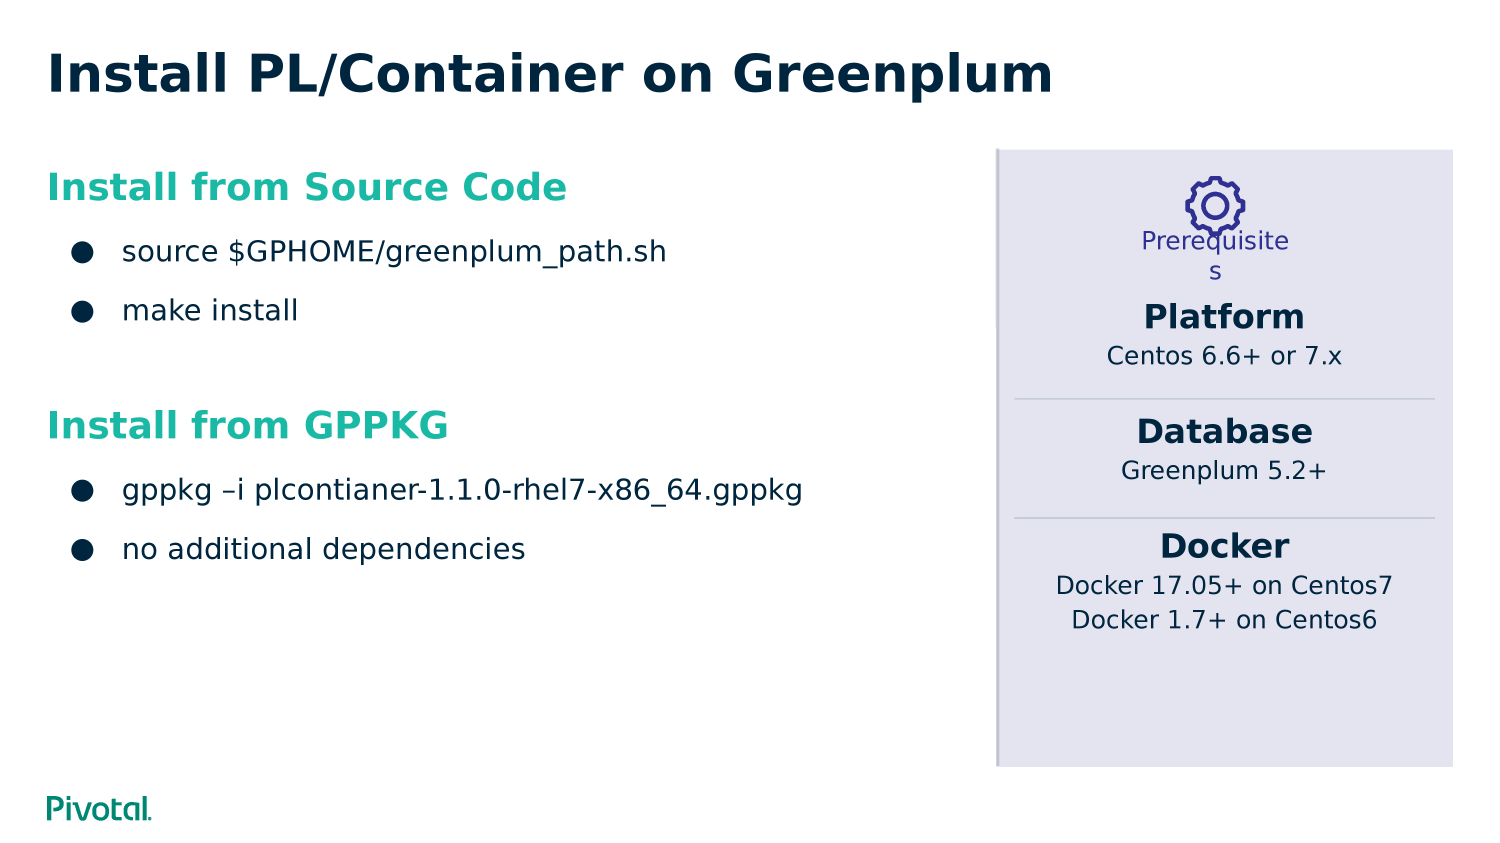 Install PL/Container on Greenplum
Install from Source Code
● source $GPHOME/greenplum_path.sh
● make install
Install from GPPKG
● gppkg –i plcontianer-1.1.0-rhel7-x86_64.gppkg
● no additional dependencies
Prerequisite
s
Platform
Centos 6.6+ or 7.x
Database
Greenplum 5.2+
Docker
Docker 17.05+ on Centos7
Docker 1.7+ on Centos6
Pivotal.